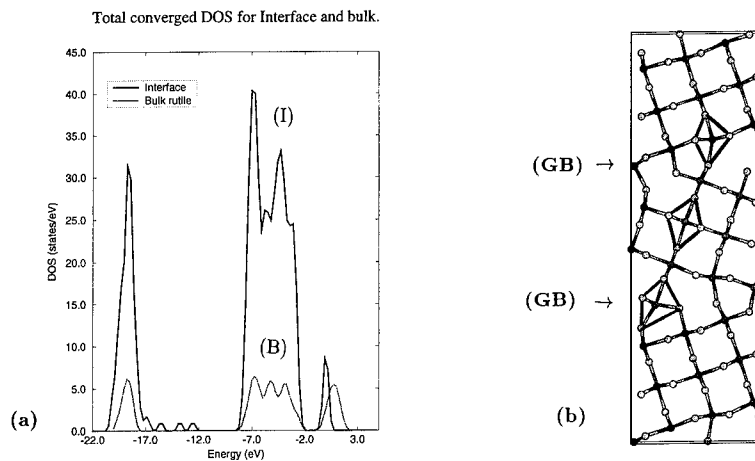 Total converged DOS for Interface and bulk.
45.0
40.0
35.0
30.0
25.0
20.0
15.0
10.0
5.0
0.0
DOS (states/eV)
Interface
Bulk rutile
(I)
(B)
-22.0 -17.0 -12.0 -7.0 -2.0 3.0
Energy (eV)
(a)
(GB) →
(GB) →
(b)